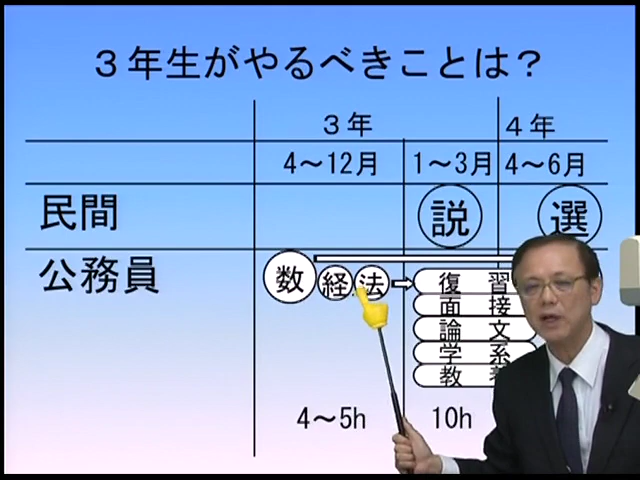 ３年生がやるべきことは？
３年 ４年
4～12月 1～3月 4～6月
民間 説 選
公務員 数 経 法 復習
面接
論文
学系
教
4～5h 10h